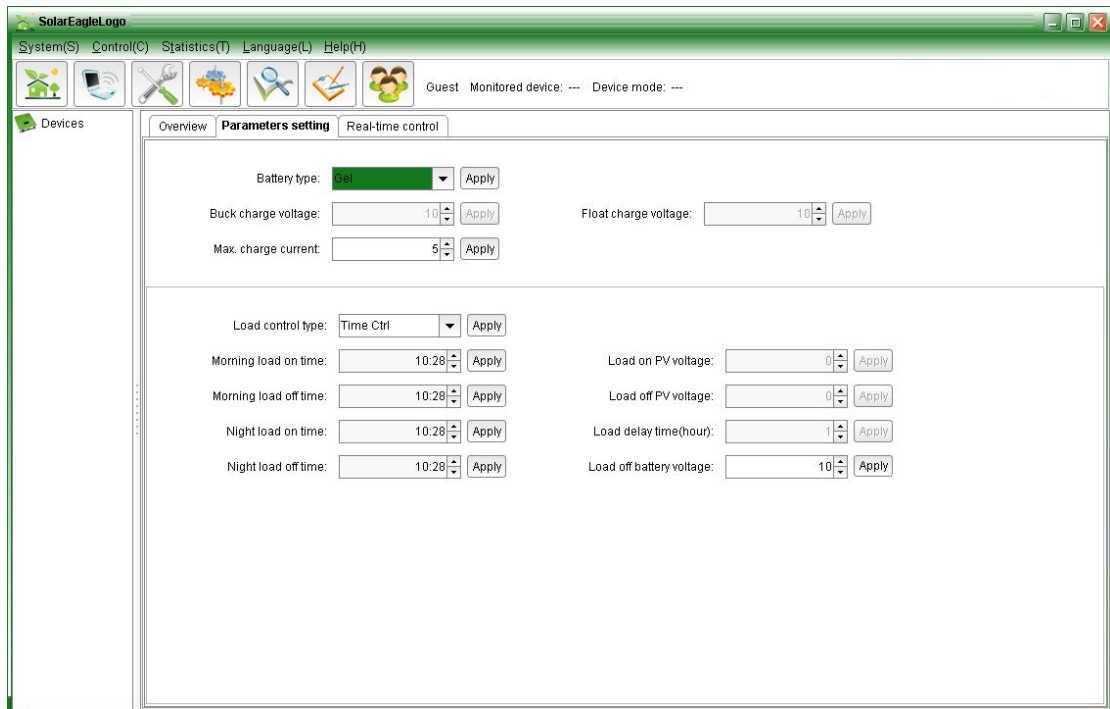 SolarEagleLogo
System(S) Control(C) Statistics(T) Language(L) Help(H)
Guest Monitored device: --- Device mode: ---
Devices
Overview Parameters setting Real-time control
Battery type: Gel Apply
Buck charge voltage: 10 Apply Float charge voltage: 10 Apply
Max. charge current: 5 Apply
Load control type: Time Ctrl Apply
Morning load on time: 10:28 Apply Load on PV voltage: 0 Apply
Morning load off time: 10:28 Apply Load off PV voltage: 0 Apply
Night load on time: 10:28 Apply Load delay time(hour): 1 Apply
Night load off time: 10:28 Apply Load off battery voltage: 10 Apply